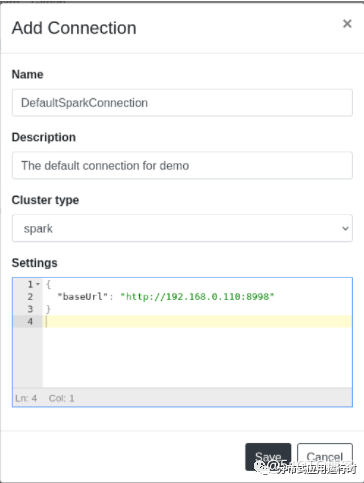 Add Connection
×
Name
DefaultSparkConnection
Description
The default connection for demo
Cluster type
spark
Settings
1 {
2 "baseUrl": "http://192.168.0.110:8998"
3 }
4
Ln: 4 Col: 1
Save Cancel
分布式应用运行时